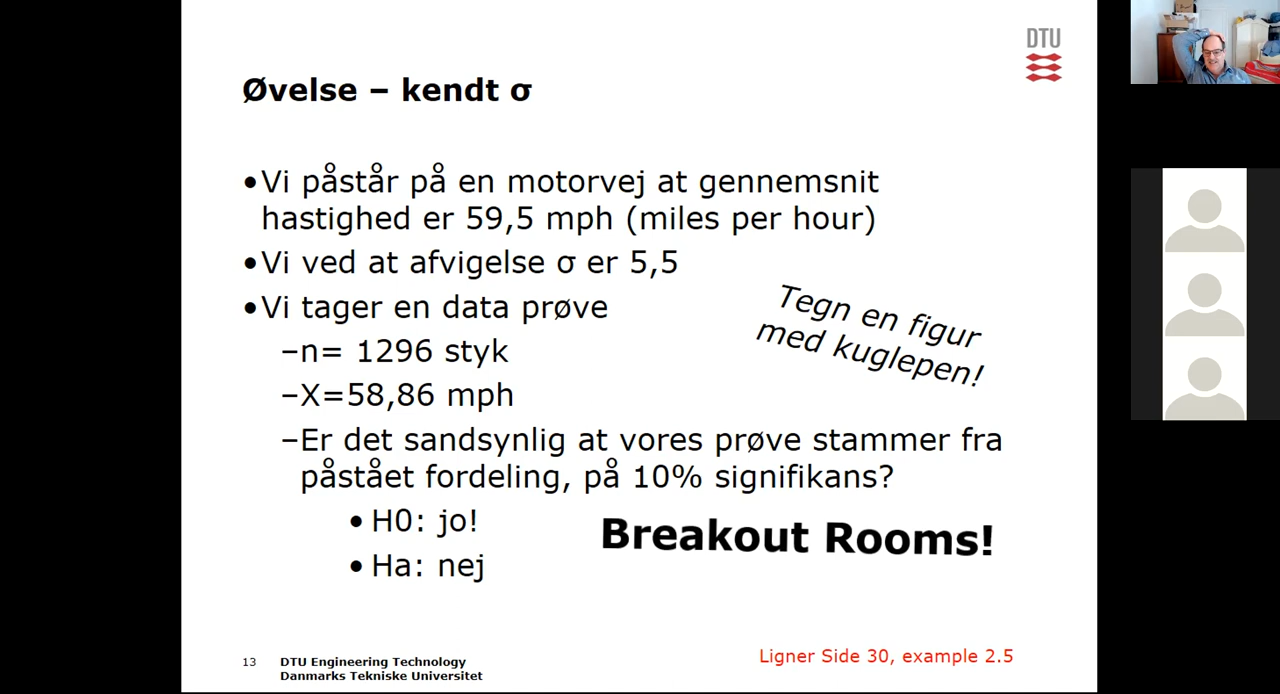 DTU
Øvelse – kendt σ
•Vi påstår på en motorvej at gennemsnit
hastighed er 59,5 mph (miles per hour)
•Vi ved at afvigelse σ er 5,5
•Vi tager en data prøve
Tegn en figur
med kuglepen!
–n= 1296 styk
–X=58,86 mph
–Er det sandsynlig at vores prøve stammer fra
påstået fordeling, på 10% signifikans?
• H0: jo!
Breakout Rooms!
• Ha: nej
Ligner Side 30, example 2.5
13 DTU Engineering Technology
Danmarks Tekniske Universitet